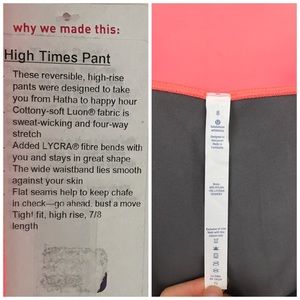 why we made this:
High Times Pant
These reversible, high-rise
pants were designed to take
you from Hatha to happy hour
Cottony-soft Luon® fabric is
sweat-wicking and four-way
stretch
Added LYCRA® fibre bends with
you and stays in great shape
The wide waistband lies smooth
against your skin
Flat seams help to keep chafe
in check—go ahead, bust a move
Tight fit, high rise, 7/8
length
8
lululemon